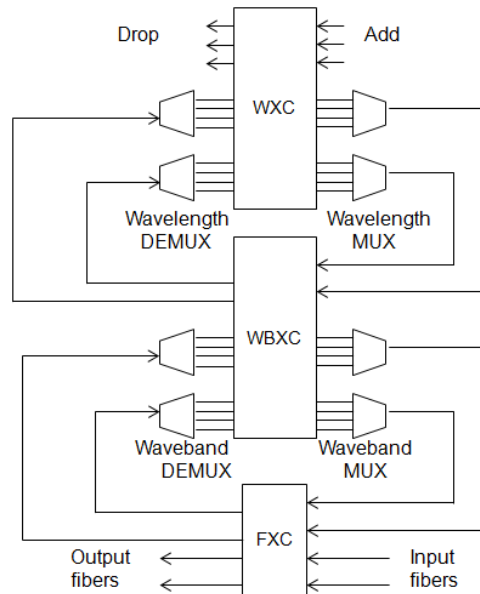 Drop
Add
WXC
Wavelength
DEMUX
Wavelength
MUX
WBXC
Waveband
DEMUX
Waveband
MUX
FXC
Output
fibers
Input
fibers